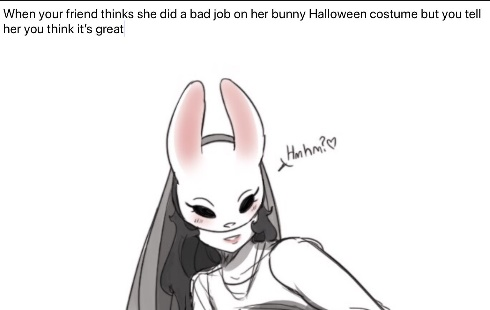 When your friend thinks she did a bad job on her bunny Halloween costume but you tell
her you think it's great
Hmhm?♡